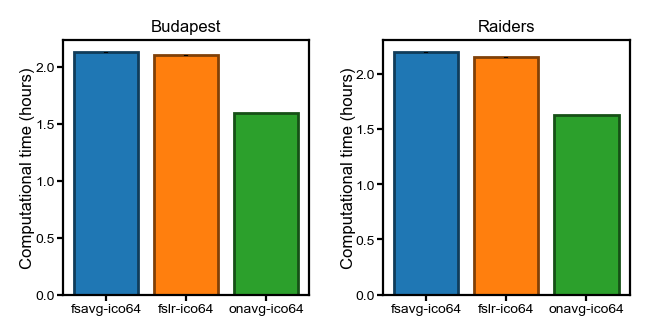 Budapest
Computational time (hours)
2.0
1.5
1.0
0.5
0.0
fsavg-ico64 fslr-ico64 onavg-ico64
Raiders
Computational time (hours)
2.0
1.5
1.0
0.5
0.0
fsavg-ico64 fslr-ico64 onavg-ico64